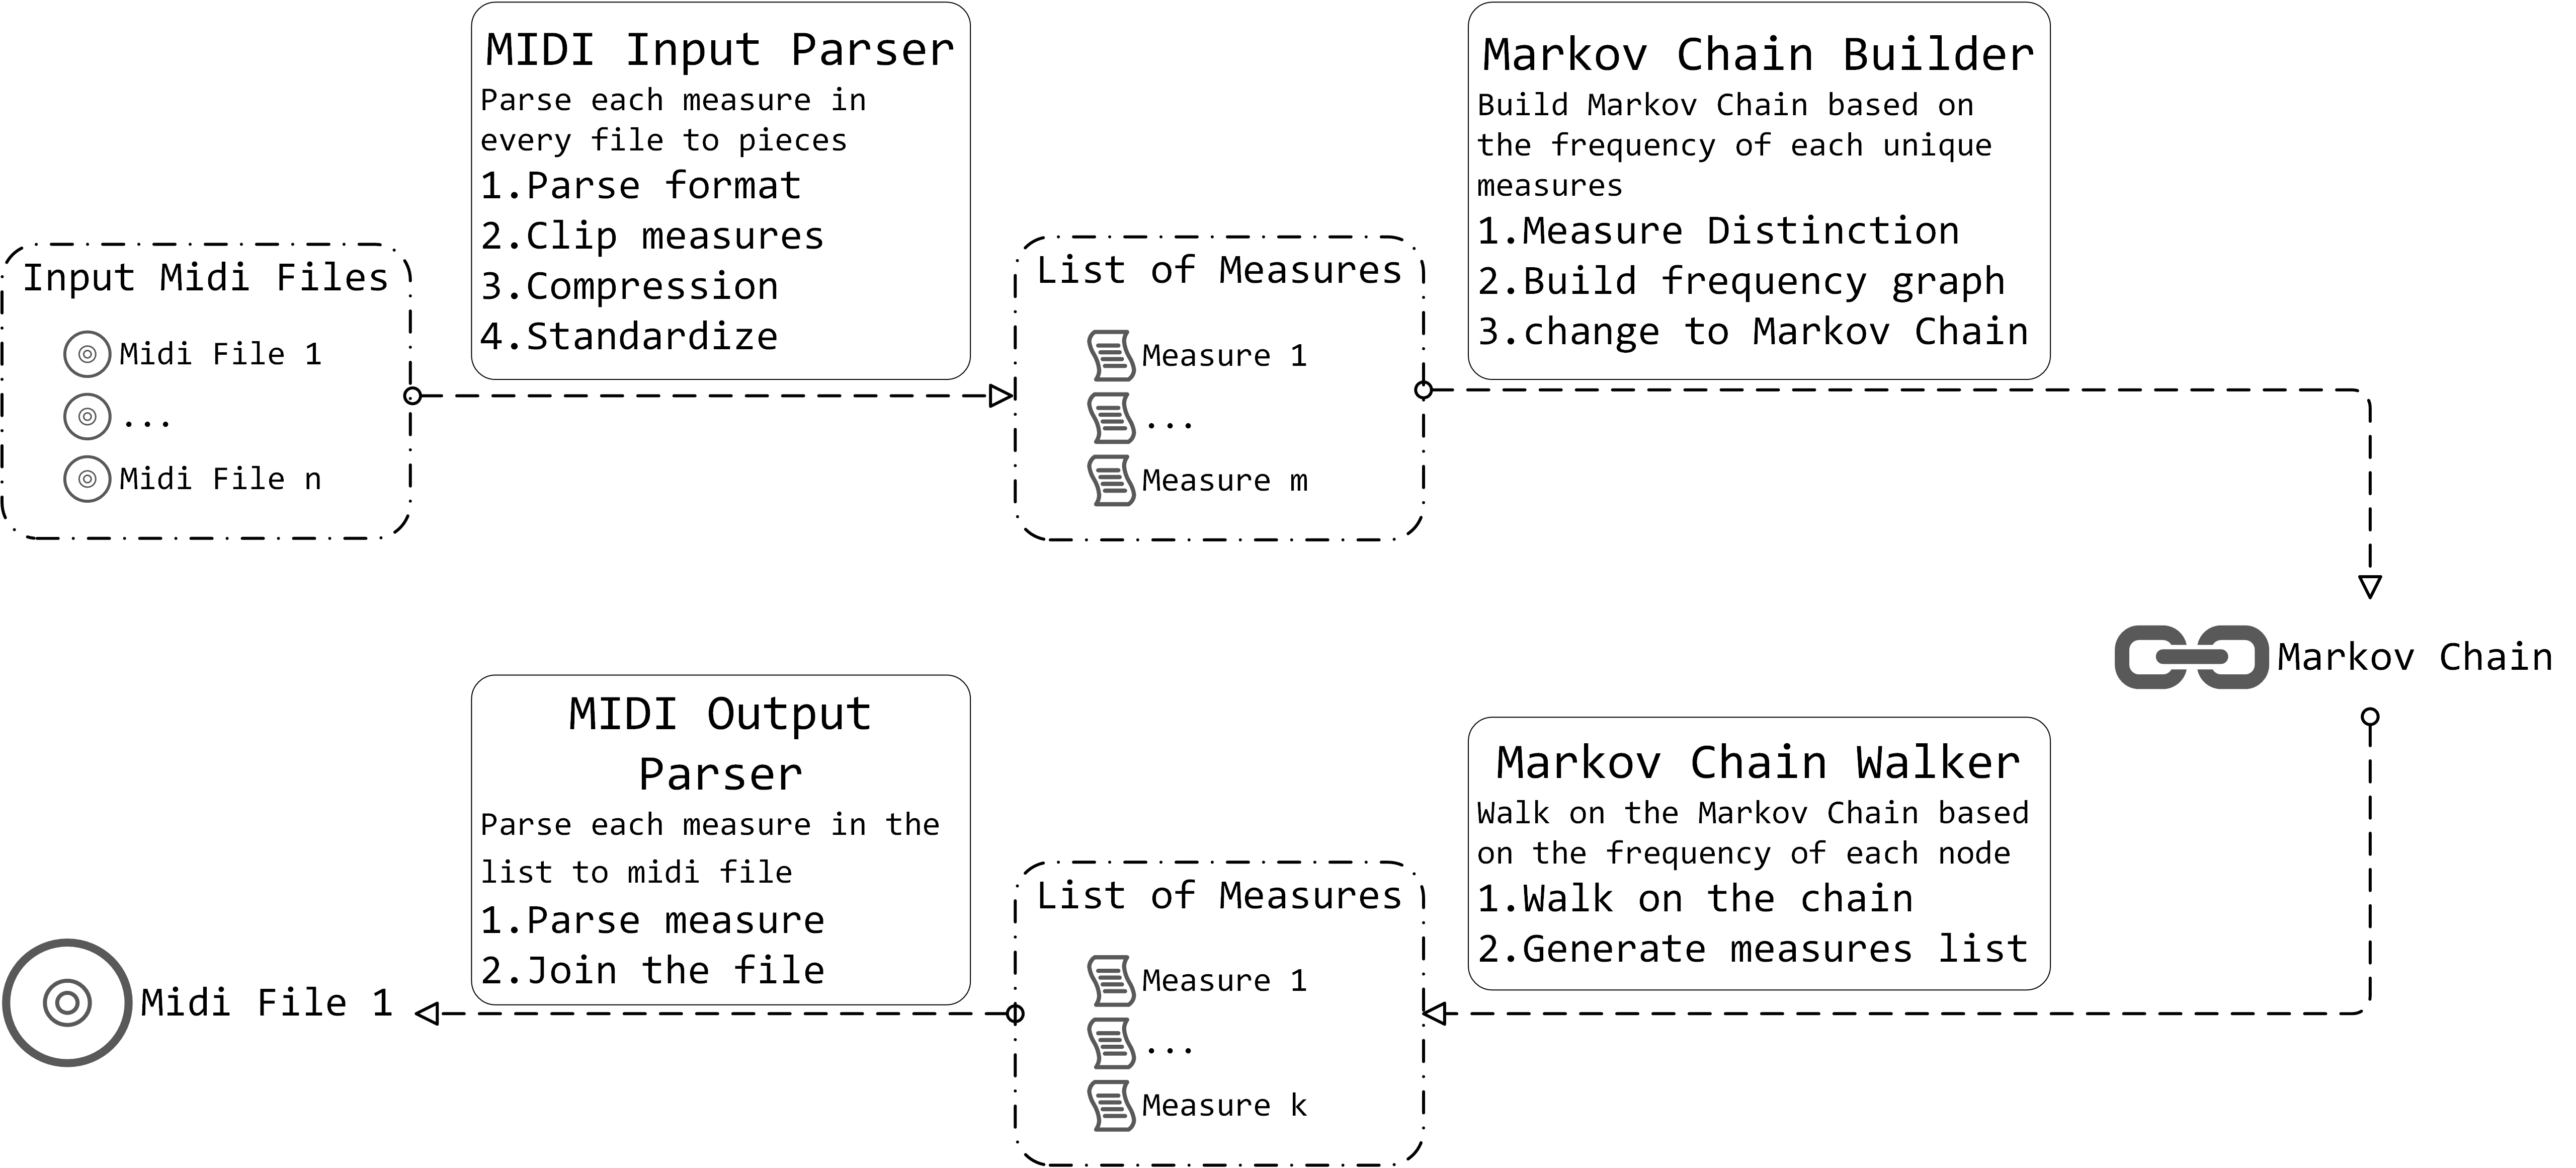 MIDI Input Parser
Parse each measure in
every file to pieces
1.Parse format
2.Clip measures
3.Compression
4.Standardize
Markov Chain Builder
Build Markov Chain based on
the frequency of each unique
measures
1.Measure Distinction
2.Build frequency graph
3.change to Markov Chain
Input Midi Files
Midi File 1
...
Midi File n
List of Measures
Measure 1
...
Measure m
Markov Chain
MIDI Output
Parser
Parse each measure in the
list to midi file
1.Parse measure
2.Join the file
Markov Chain Walker
Walk on the Markov Chain based
on the frequency of each node
1.Walk on the chain
2.Generate measures list
List of Measures
Measure 1
...
Measure k
Midi File 1